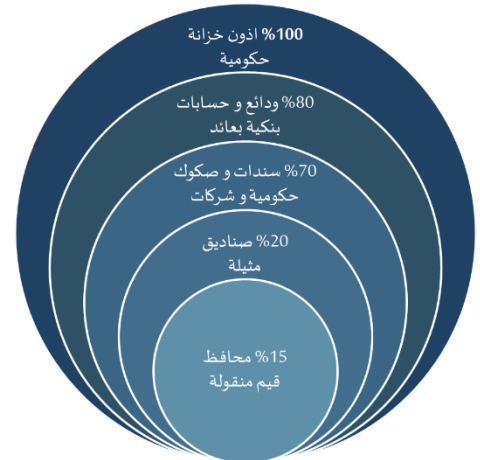 %100 اذون خزانة
حكومية
%80 ودائع و حسابات
بنكية بعائد
%70 سندات و صكوك
حكومية و شركات
%20 صناديق
مثيلة
%15 محافظ
قيم منقولة